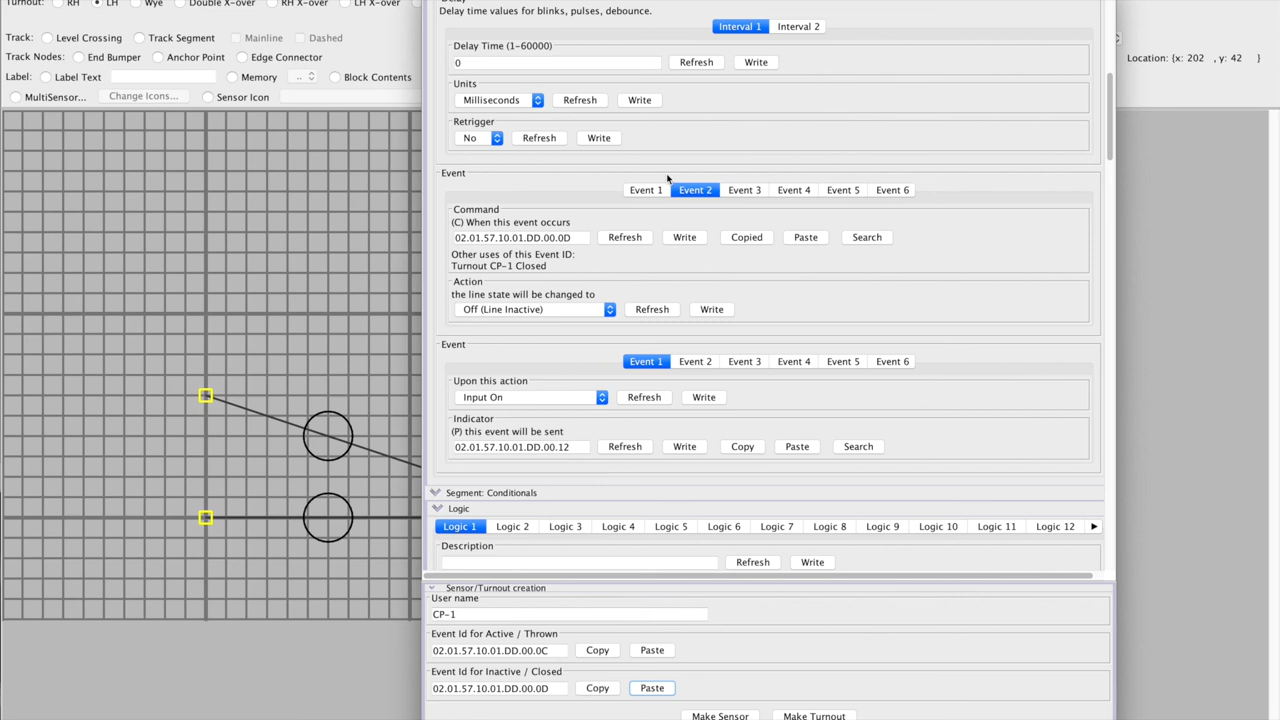 Turnout: RH LH Wye Double X-over RH X-over LH X-over
Track: Level Crossing Track Segment Mainline Dashed
Track Nodes: End Bumper Anchor Point Edge Connector
Label: Label Text Memory .. Block Contents
MultiSensor... Change Icons... Sensor Icon
Location: {x: 202 , y: 42 }
Delay time values for blinks, pulses, debounce.
Interval 1 Interval 2
Delay Time (1-60000)
0 Refresh Write
Units
Milliseconds Refresh Write
Retrigger
No Refresh Write
Event
Event 1 Event 2 Event 3 Event 4 Event 5 Event 6
Command
(C) When this event occurs
02.01.57.10.01.DD.00.0D Refresh Write Copied Paste Search
Other uses of this Event ID:
Turnout CP-1 Closed
Action
the line state will be changed to
Off (Line Inactive) Refresh Write
Event
Event 1 Event 2 Event 3 Event 4 Event 5 Event 6
Upon this action
Input On Refresh Write
Indicator
(P) this event will be sent
02.01.57.10.01.DD.00.12 Refresh Write Copy Paste Search
Segment: Conditionals
Logic
Logic 1 Logic 2 Logic 3 Logic 4 Logic 5 Logic 6 Logic 7 Logic 8 Logic 9 Logic 10 Logic 11 Logic 12
Description
Refresh Write
Sensor/Turnout creation
User name
CP-1
Event Id for Active / Thrown
02.01.57.10.01.DD.00.0C Copy Paste
Event Id for Inactive / Closed
02.01.57.10.01.DD.00.0D Copy Paste
Make Sensor Make Turnout